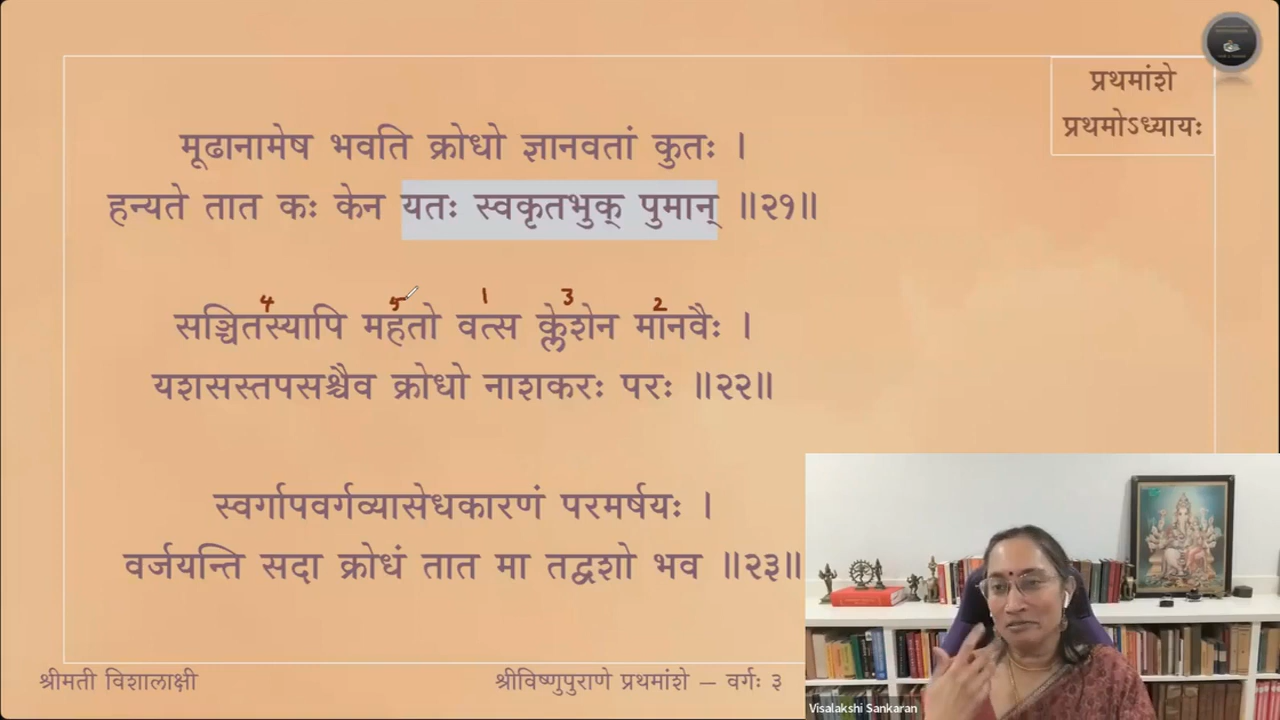 प्रथमांशे
प्रथमोऽध्यायः
मूढानामेष भवति क्रोधो ज्ञानवतां कुतः ।
हन्यते तात कः केन यतः स्वकृतभुक् पुमान् ॥२१॥
4 5 1 3 2
सञ्चितस्यापि महतो वत्स क्लेशेन मानवैः ।
यशसस्तपसश्चैव क्रोधो नाशकरः परः ॥२२॥
स्वर्गापवर्गव्यासेधकारणं परमर्षयः ।
वर्जयन्ति सदा क्रोधं तात मा तद्वशो भव ॥२३॥
श्रीमती विशालाक्षी
श्रीविष्णुपुराणे प्रथमांशे – वर्गः ३
Visalakshi Sankaran